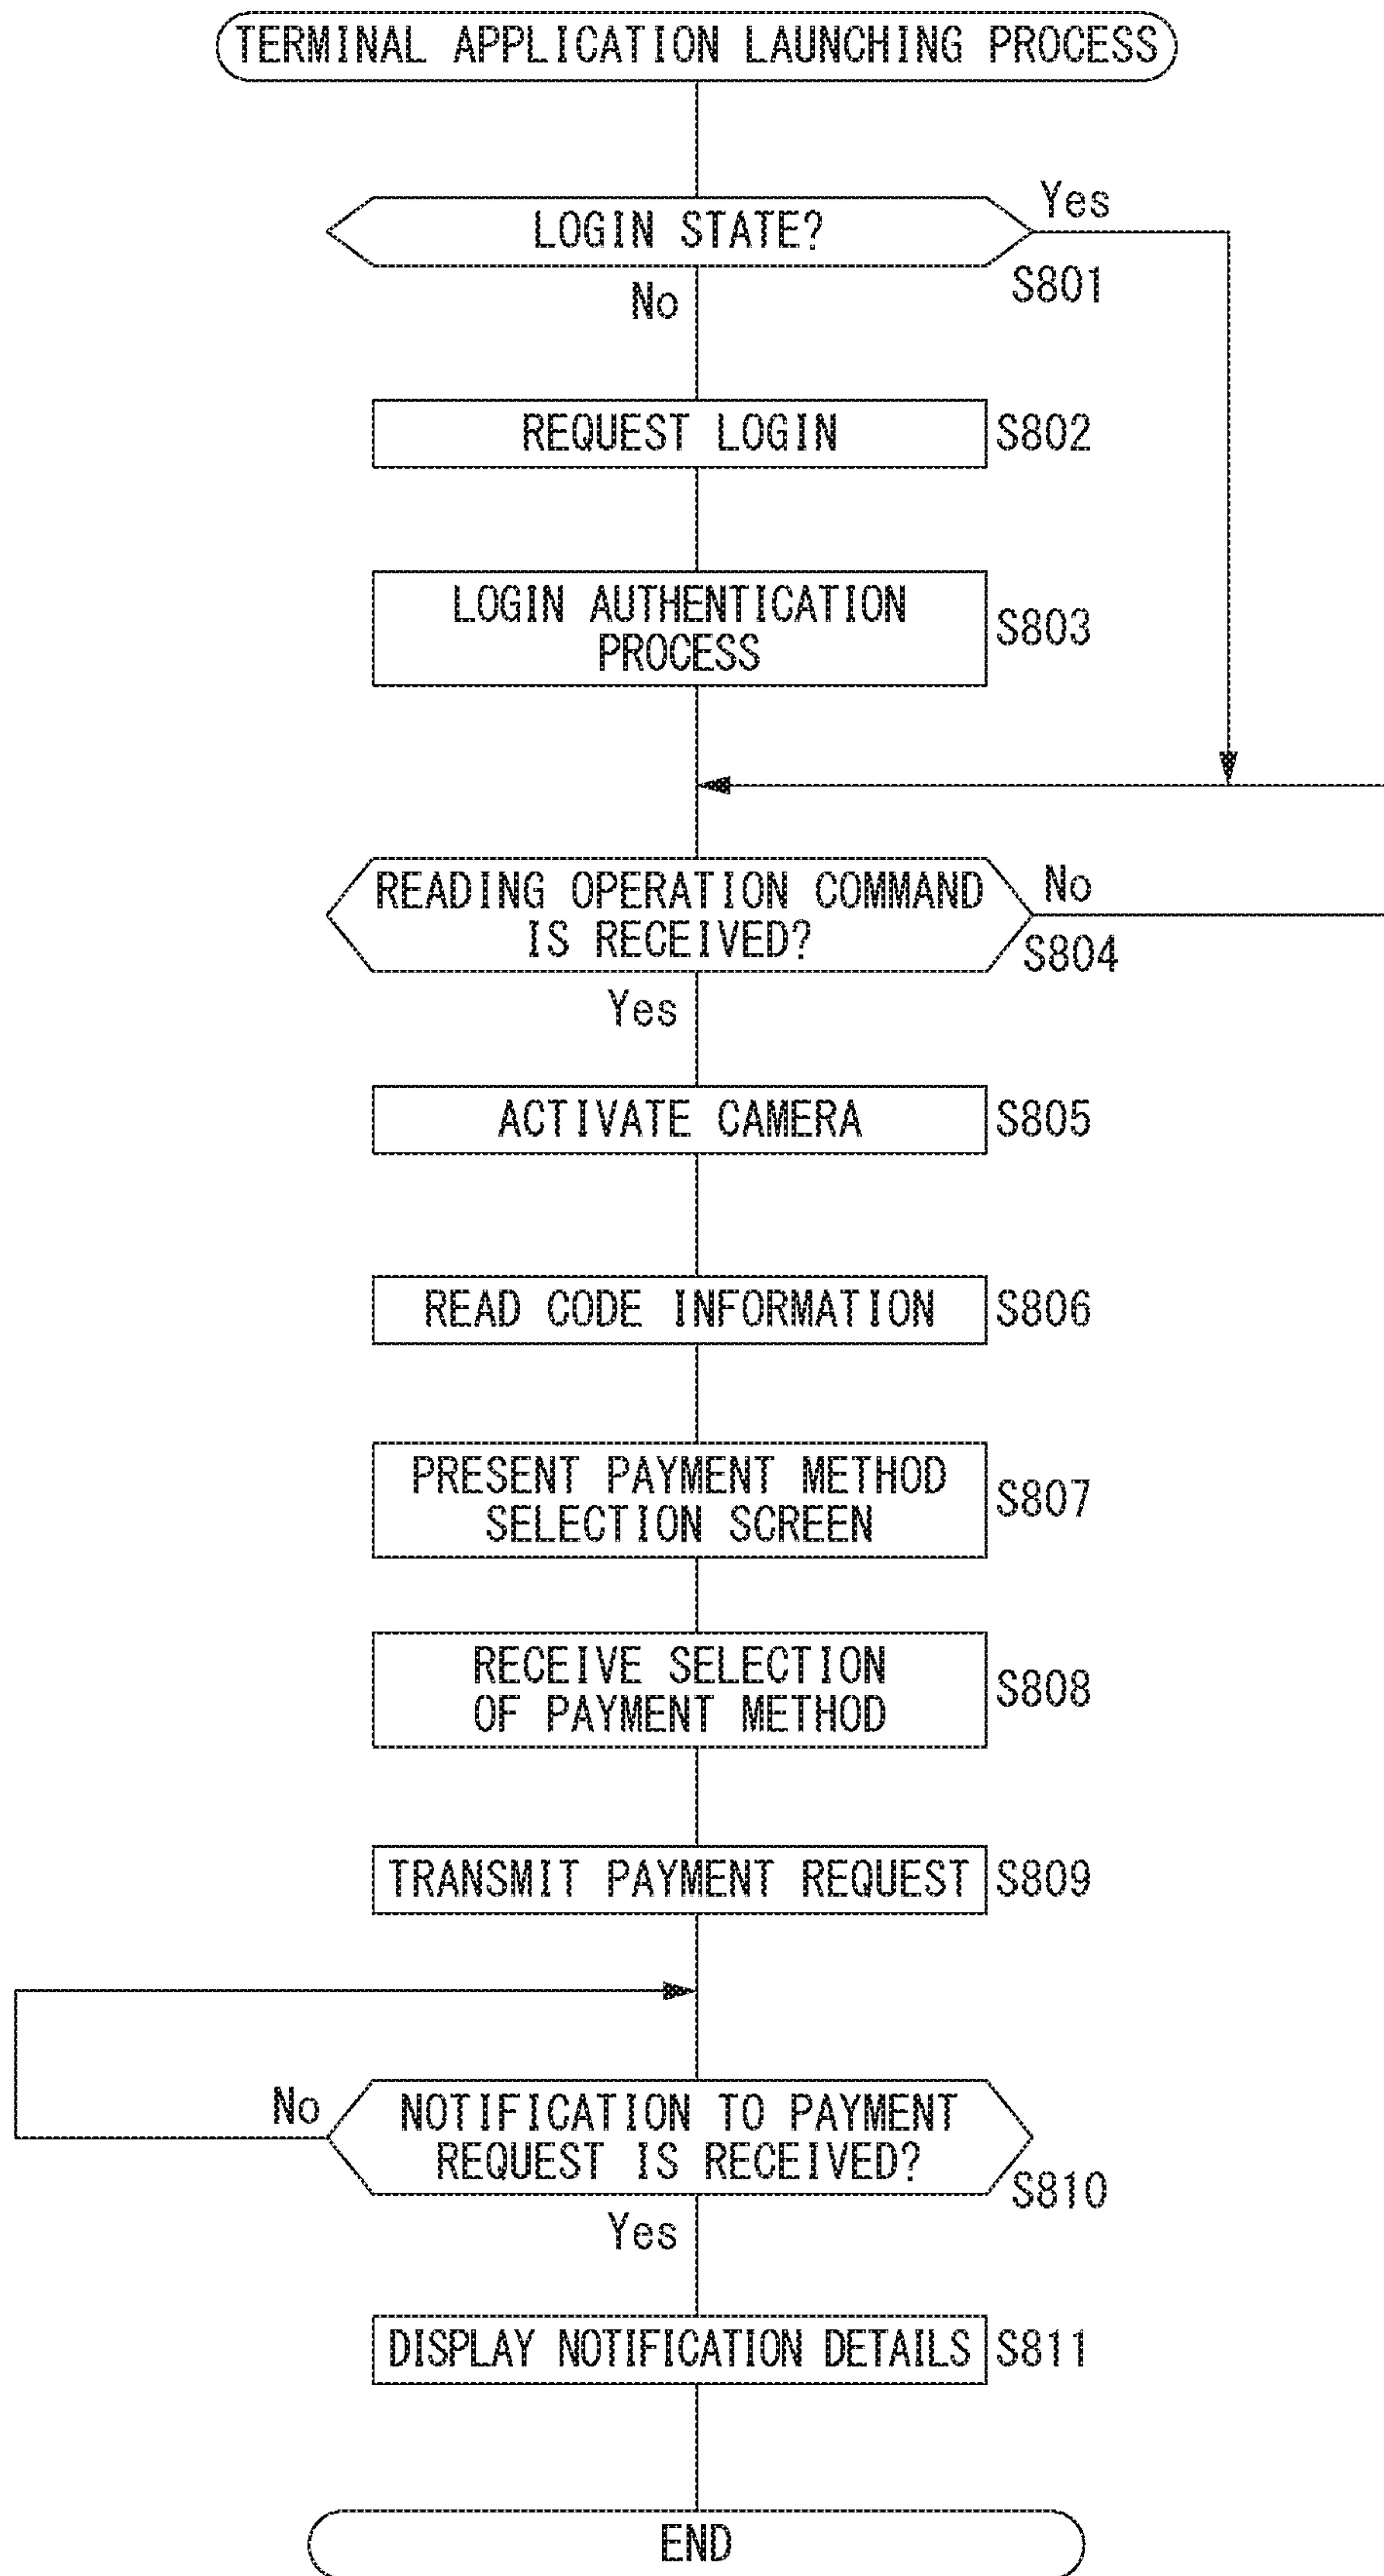 TERMINAL APPLICATION LAUNCHING PROCESS
Yes
LOGIN STATE?
S801
No
REQUEST LOGIN
S802
LOGIN AUTHENTICATION
PROCESS
S803
READING OPERATION COMMAND
IS RECEIVED?
No
S804
Yes
ACTIVATE CAMERA
S805
READ CODE INFORMATION
S806
PRESENT PAYMENT METHOD
SELECTION SCREEN
S807
RECEIVE SELECTION
OF PAYMENT METHOD
S808
TRANSMIT PAYMENT REQUEST
S809
No
NOTIFICATION TO PAYMENT
REQUEST IS RECEIVED?
S810
Yes
DISPLAY NOTIFICATION DETAILS
S811
END